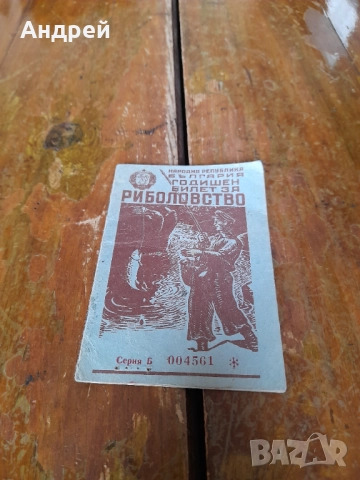 Андрей
НАРОДНА РЕПУБЛИКА
БЪЛГАРИЯ
ГОДИШЕН
БИЛЕТ ЗА
РИБОЛОВСТВО
Серия Б 004561 *
BAZAR